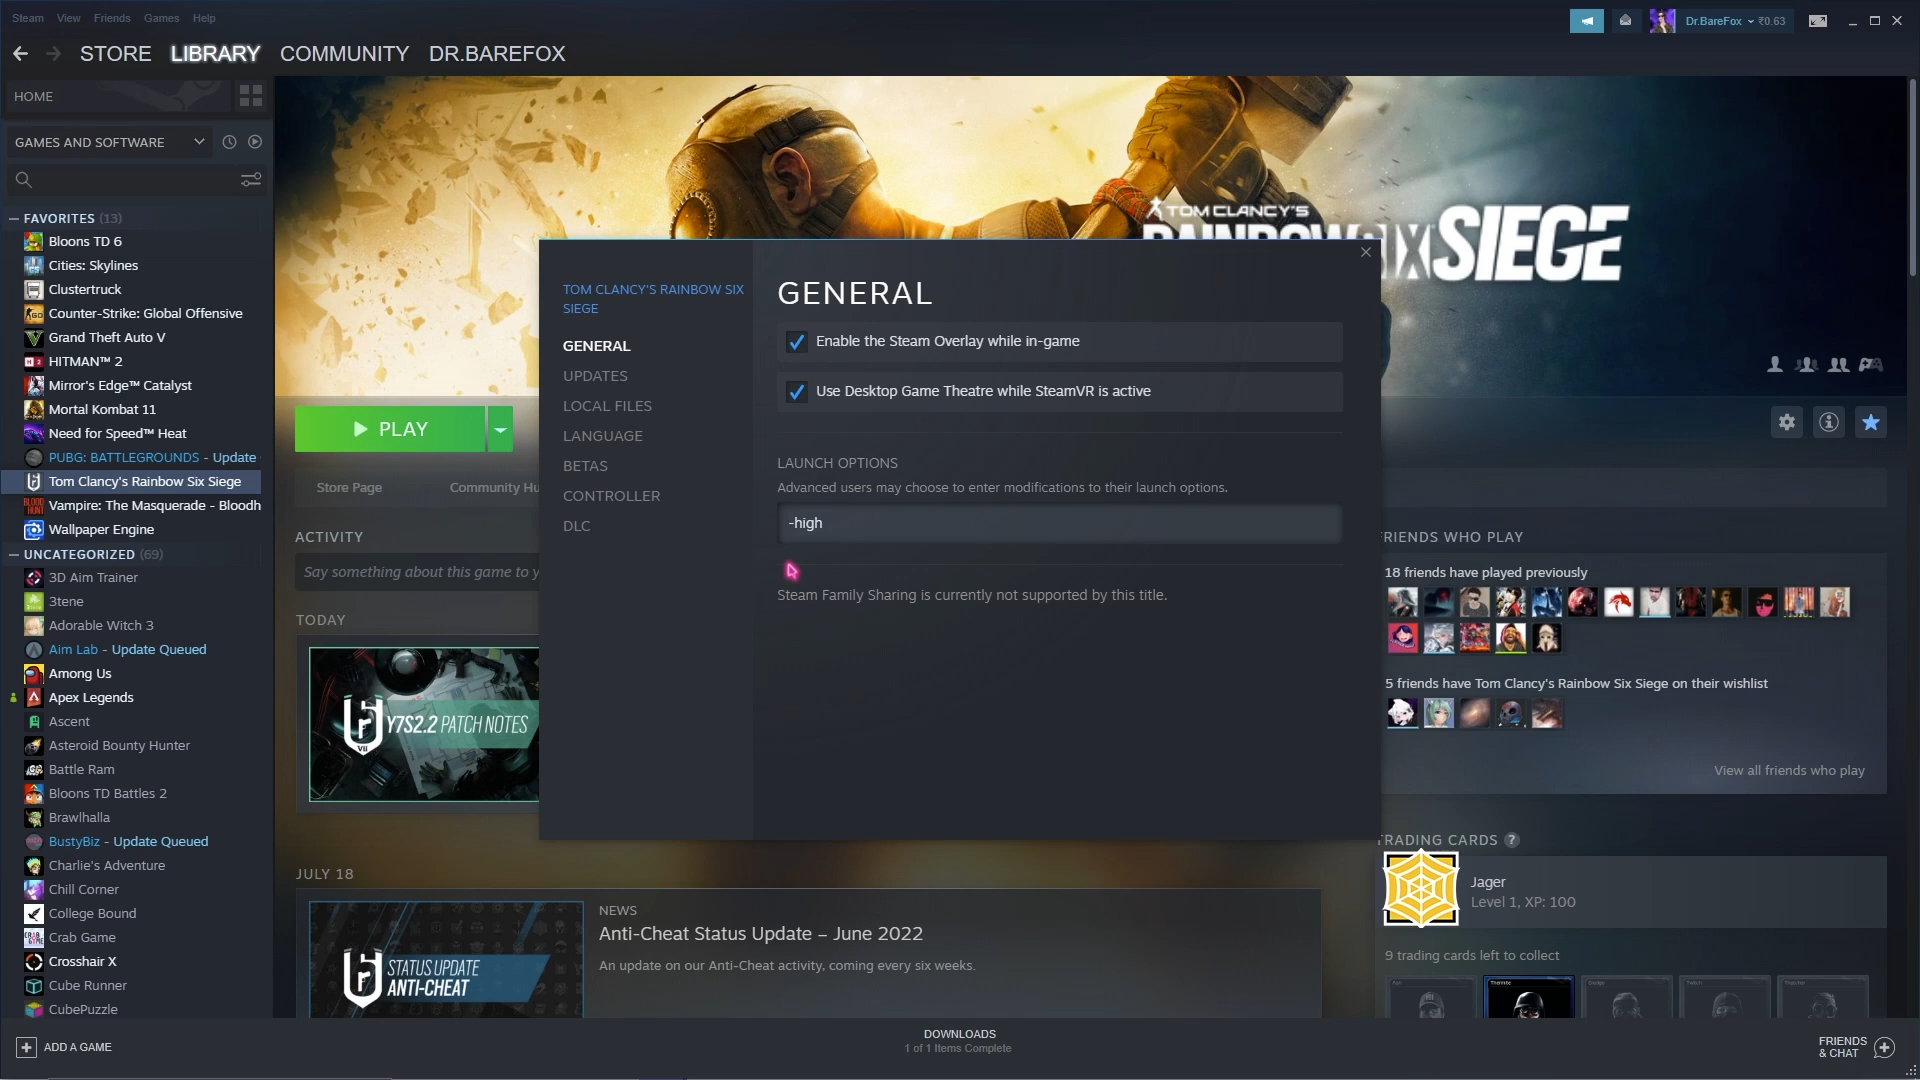 Steam View Friends Games Help
Dr.BareFox ₹0.63
STORE LIBRARY COMMUNITY DR.BAREFOX
HOME
GAMES AND SOFTWARE
FAVORITES (13)
Bloons TD 6
Cities: Skylines
Clustertruck
Counter-Strike: Global Offensive
Grand Theft Auto V
HITMAN™ 2
Mirror's Edge™ Catalyst
Mortal Kombat 11
Need for Speed™ Heat
PUBG: BATTLEGROUNDS - Update
Tom Clancy's Rainbow Six Siege
Vampire: The Masquerade - Bloodh
Wallpaper Engine
UNCATEGORIZED (69)
3D Aim Trainer
3tene
Adorable Witch 3
Aim Lab - Update Queued
Among Us
Apex Legends
Ascent
Asteroid Bounty Hunter
Battle Ram
Bloons TD Battles 2
Brawlhalla
BustyBiz - Update Queued
Charlie's Adventure
Chill Corner
College Bound
Crab Game
Crosshair X
Cube Runner
CubePuzzle
ADD A GAME
TOM CLANCY'S
RAINBOW SIX SIEGE
PLAY
Store Page
Community Hu
ACTIVITY
Say something about this game to y
TODAY
Y7S2.2 PATCH NOTES
JULY 18
STATUS UPDATE
ANTI-CHEAT
NEWS
Anti-Cheat Status Update – June 2022
An update on our Anti-Cheat activity, coming every six weeks.
TOM CLANCY'S RAINBOW SIX
SIEGE
GENERAL
UPDATES
LOCAL FILES
LANGUAGE
BETAS
CONTROLLER
DLC
GENERAL
Enable the Steam Overlay while in-game
Use Desktop Game Theatre while SteamVR is active
LAUNCH OPTIONS
Advanced users may choose to enter modifications to their launch options.
-high
Steam Family Sharing is currently not supported by this title.
RIENDS WHO PLAY
18 friends have played previously
5 friends have Tom Clancy's Rainbow Six Siege on their wishlist
View all friends who play
TRADING CARDS ?
Jager
Level 1, XP: 100
9 trading cards left to collect
DOWNLOADS
1 of 1 Items Complete
FRIENDS
& CHAT